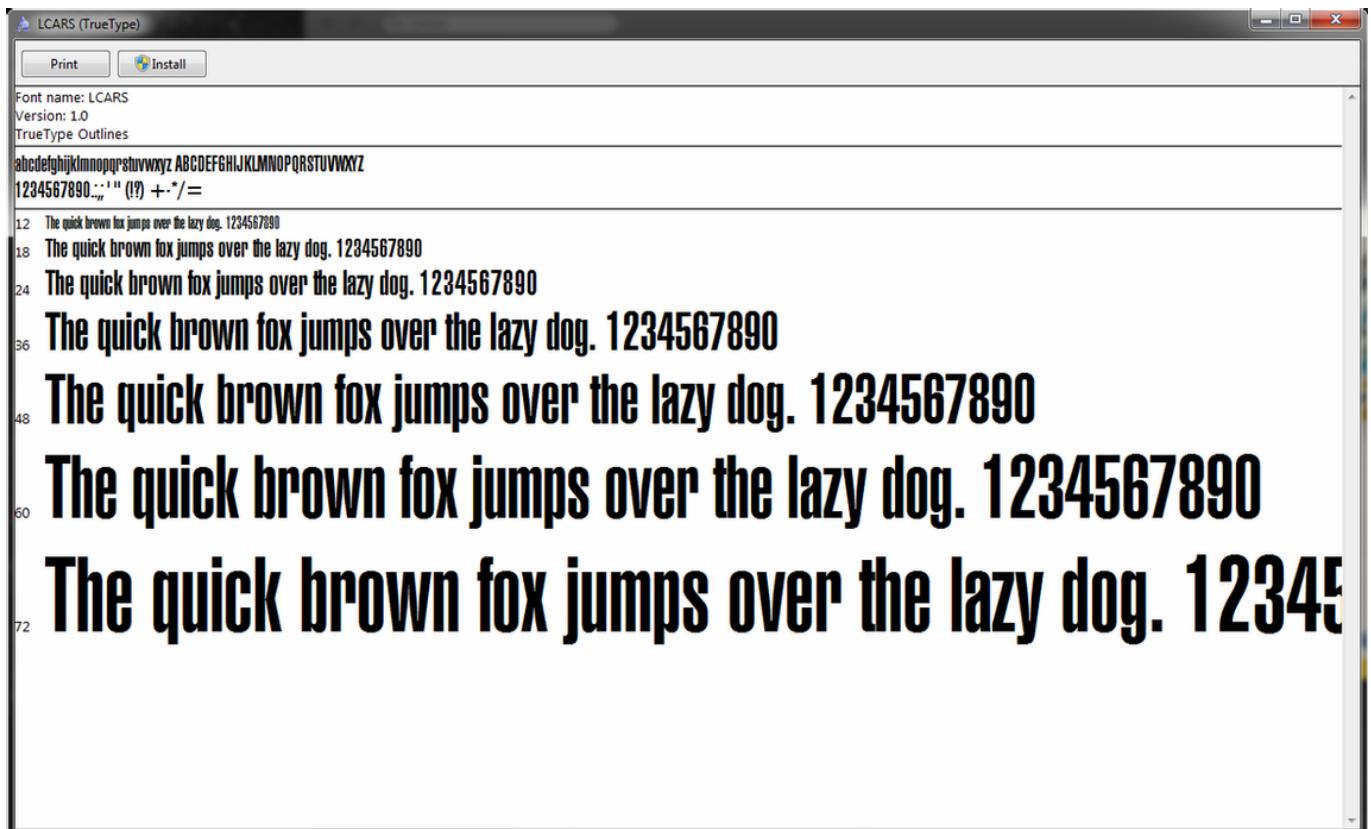 LCARS (TrueType)
Print Install
Font name: LCARS
Version: 1.0
TrueType Outlines
abcdefghijklmnopqrstuvwxyz ABCDEFGHIJKLMNOPQRSTUVWXYZ
1234567890.:,; ' " (!?) +-*/=
12 The quick brown fox jumps over the lazy dog. 1234567890
18 The quick brown fox jumps over the lazy dog. 1234567890
24 The quick brown fox jumps over the lazy dog. 1234567890
36 The quick brown fox jumps over the lazy dog. 1234567890
48 The quick brown fox jumps over the lazy dog. 1234567890
60 The quick brown fox jumps over the lazy dog. 1234567890
72 The quick brown fox jumps over the lazy dog. 12345